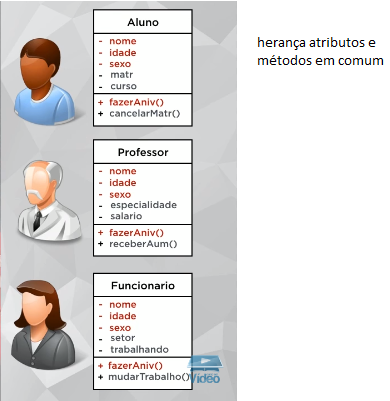 Aluno
- nome
- idade
- sexo
- matr
- curso
+ fazerAniv()
+ cancelarMatr()
herança atributos e
métodos em comum
Professor
- nome
- idade
- sexo
- especialidade
- salario
+ fazerAniv()
+ receberAum()
Funcionario
- nome
- idade
- sexo
- setor
- trabalhando
+ fazerAniv()
+ mudarTrabalho()
Video